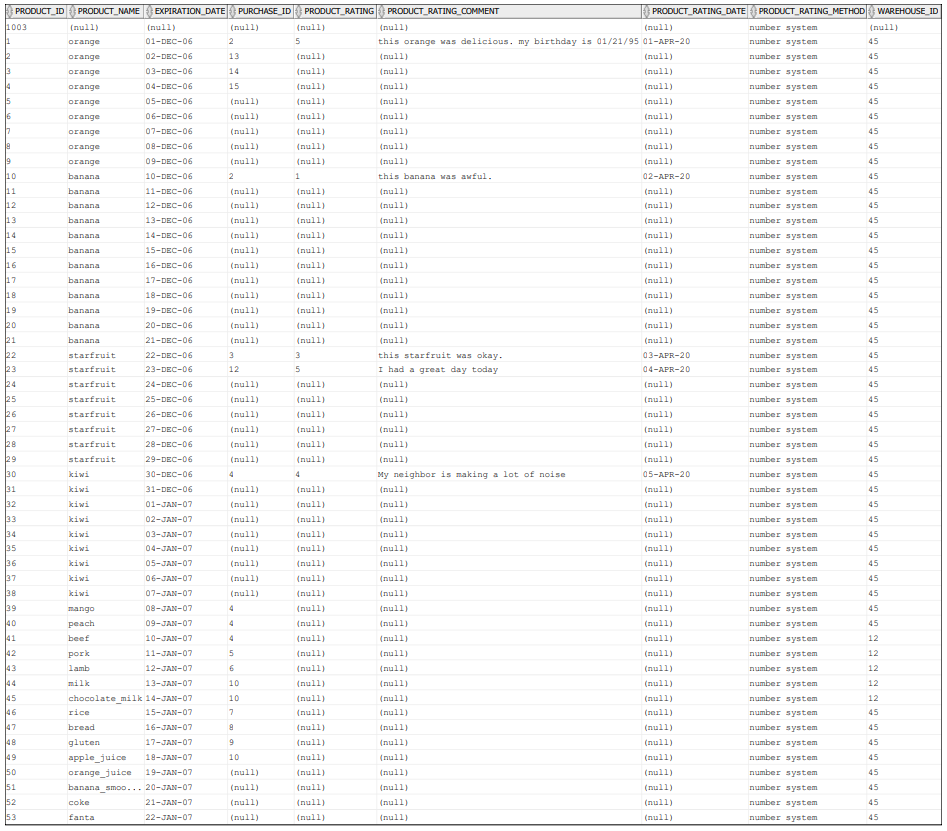 PRODUCT_ID PRODUCT_NAME EXPIRATION_DATE PURCHASE_ID PRODUCT_RATING PRODUCT_RATING_COMMENT PRODUCT_RATING_DATE PRODUCT_RATING_METHOD WAREHOUSE_ID
1003 (null) (null) (null) (null) (null) (null) number system (null)
1 orange 01-DEC-06 2 5 this orange was delicious. my birthday is 01/21/95 01-APR-20 number system 45
2 orange 02-DEC-06 13 (null) (null) (null) number system 45
3 orange 03-DEC-06 14 (null) (null) (null) number system 45
4 orange 04-DEC-06 15 (null) (null) (null) number system 45
5 orange 05-DEC-06 (null) (null) (null) (null) number system 45
6 orange 06-DEC-06 (null) (null) (null) (null) number system 45
7 orange 07-DEC-06 (null) (null) (null) (null) number system 45
8 orange 08-DEC-06 (null) (null) (null) (null) number system 45
9 orange 09-DEC-06 (null) (null) (null) (null) number system 45
10 banana 10-DEC-06 2 1 this banana was awful. 02-APR-20 number system 45
11 banana 11-DEC-06 (null) (null) (null) (null) number system 45
12 banana 12-DEC-06 (null) (null) (null) (null) number system 45
13 banana 13-DEC-06 (null) (null) (null) (null) number system 45
14 banana 14-DEC-06 (null) (null) (null) (null) number system 45
15 banana 15-DEC-06 (null) (null) (null) (null) number system 45
16 banana 16-DEC-06 (null) (null) (null) (null) number system 45
17 banana 17-DEC-06 (null) (null) (null) (null) number system 45
18 banana 18-DEC-06 (null) (null) (null) (null) number system 45
19 banana 19-DEC-06 (null) (null) (null) (null) number system 45
20 banana 20-DEC-06 (null) (null) (null) (null) number system 45
21 banana 21-DEC-06 (null) (null) (null) (null) number system 45
22 starfruit 22-DEC-06 3 3 this starfruit was okay. 03-APR-20 number system 45
23 starfruit 23-DEC-06 12 5 I had a great day today 04-APR-20 number system 45
24 starfruit 24-DEC-06 (null) (null) (null) (null) number system 45
25 starfruit 25-DEC-06 (null) (null) (null) (null) number system 45
26 starfruit 26-DEC-06 (null) (null) (null) (null) number system 45
27 starfruit 27-DEC-06 (null) (null) (null) (null) number system 45
28 starfruit 28-DEC-06 (null) (null) (null) (null) number system 45
29 starfruit 29-DEC-06 (null) (null) (null) (null) number system 45
30 kiwi 30-DEC-06 4 4 My neighbor is making a lot of noise 05-APR-20 number system 45
31 kiwi 31-DEC-06 (null) (null) (null) (null) number system 45
32 kiwi 01-JAN-07 (null) (null) (null) (null) number system 45
33 kiwi 02-JAN-07 (null) (null) (null) (null) number system 45
34 kiwi 03-JAN-07 (null) (null) (null) (null) number system 45
35 kiwi 04-JAN-07 (null) (null) (null) (null) number system 45
36 kiwi 05-JAN-07 (null) (null) (null) (null) number system 45
37 kiwi 06-JAN-07 (null) (null) (null) (null) number system 45
38 kiwi 07-JAN-07 (null) (null) (null) (null) number system 45
39 mango 08-JAN-07 4 (null) (null) (null) number system 45
40 peach 09-JAN-07 4 (null) (null) (null) number system 45
41 beef 10-JAN-07 4 (null) (null) (null) number system 12
42 pork 11-JAN-07 5 (null) (null) (null) number system 12
43 lamb 12-JAN-07 6 (null) (null) (null) number system 12
44 milk 13-JAN-07 10 (null) (null) (null) number system 12
45 chocolate_milk 14-JAN-07 10 (null) (null) (null) number system 12
46 rice 15-JAN-07 7 (null) (null) (null) number system 45
47 bread 16-JAN-07 8 (null) (null) (null) number system 45
48 gluten 17-JAN-07 9 (null) (null) (null) number system 45
49 apple_juice 18-JAN-07 10 (null) (null) (null) number system 45
50 orange_juice 19-JAN-07 (null) (null) (null) (null) number system 45
51 banana_smoo... 20-JAN-07 (null) (null) (null) (null) number system 45
52 coke 21-JAN-07 (null) (null) (null) (null) number system 45
53 fanta 22-JAN-07 (null) (null) (null) (null) number system 45